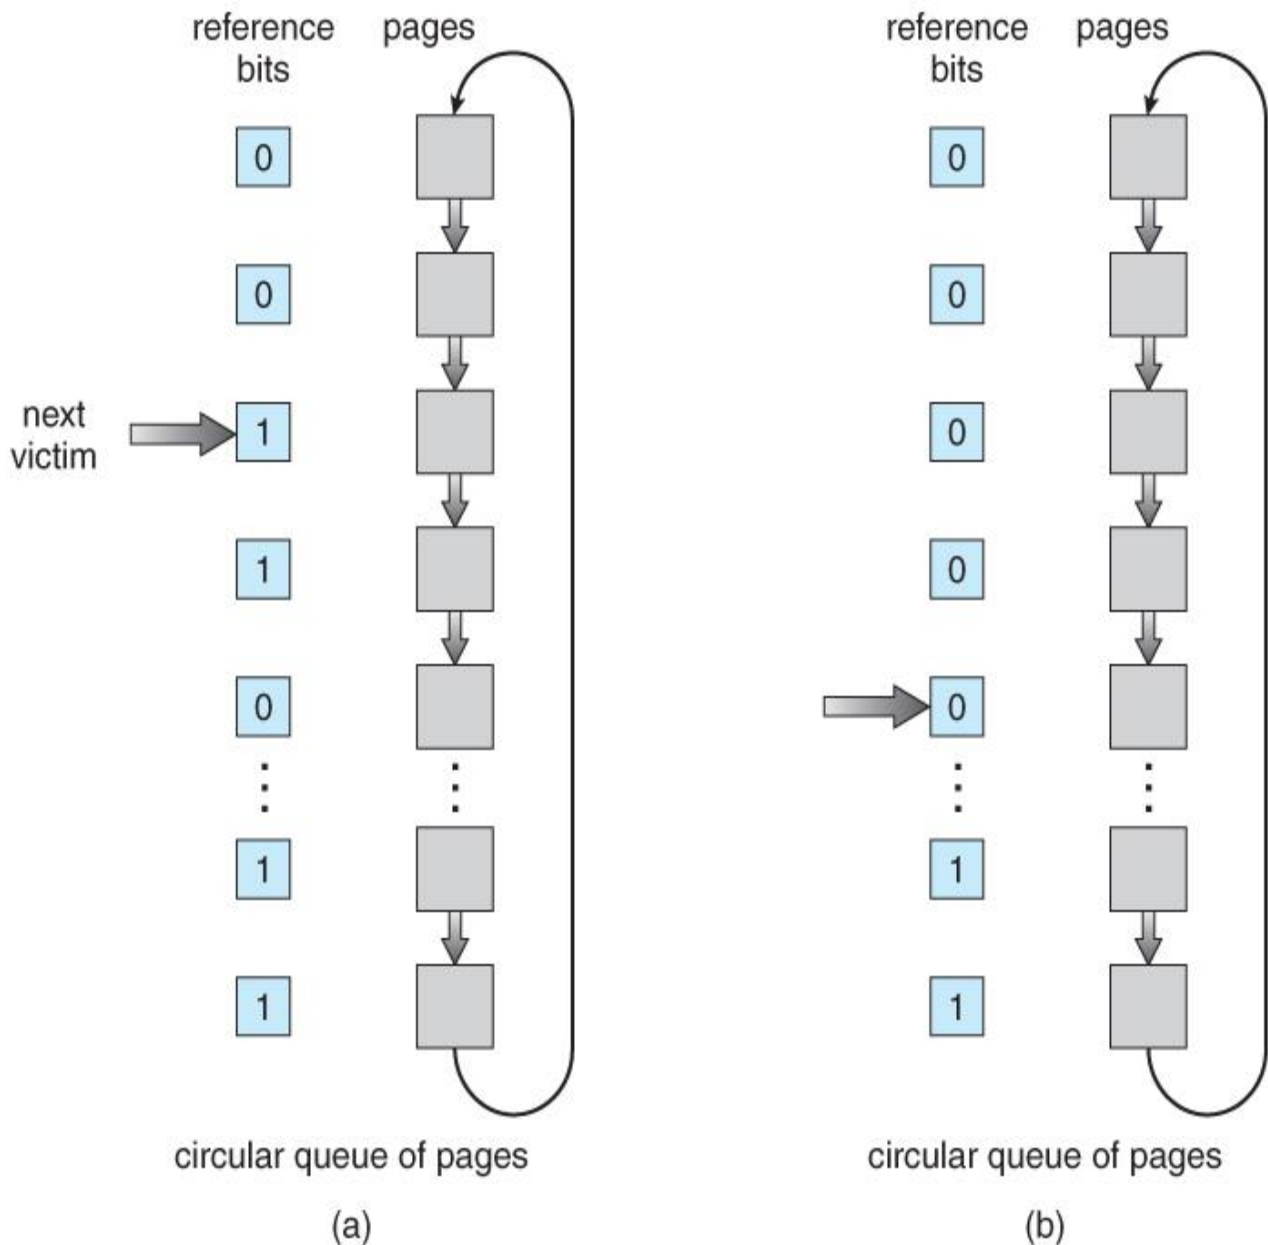 reference pages
bits
0
0
next
victim
1
1
0
1
1
circular queue of pages
(a)
reference pages
bits
0
0
0
0
0
1
1
circular queue of pages
(b)